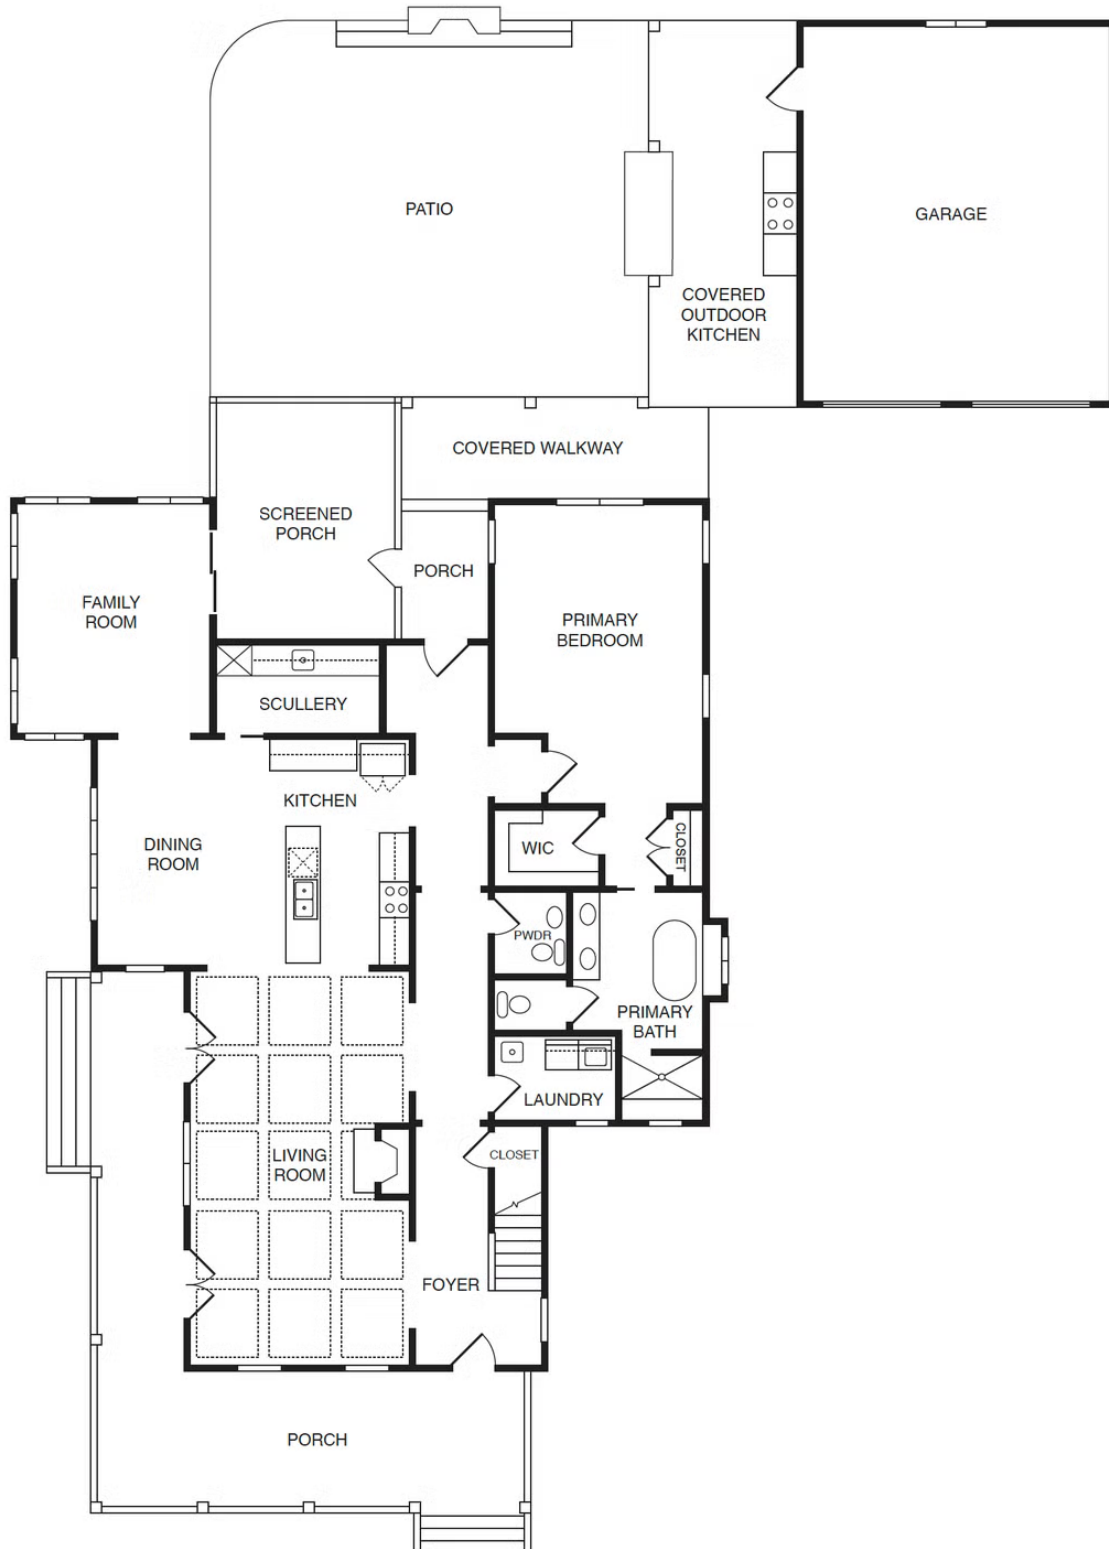 PATIO
GARAGE
COVERED
OUTDOOR
KITCHEN
COVERED WALKWAY
SCREENED
PORCH
PORCH
FAMILY
ROOM
PRIMARY
BEDROOM
SCULLERY
KITCHEN
DINING
ROOM
WIC
CLOSET
PWDR
PRIMARY
BATH
LAUNDRY
LIVING
ROOM
CLOSET
FOYER
PORCH